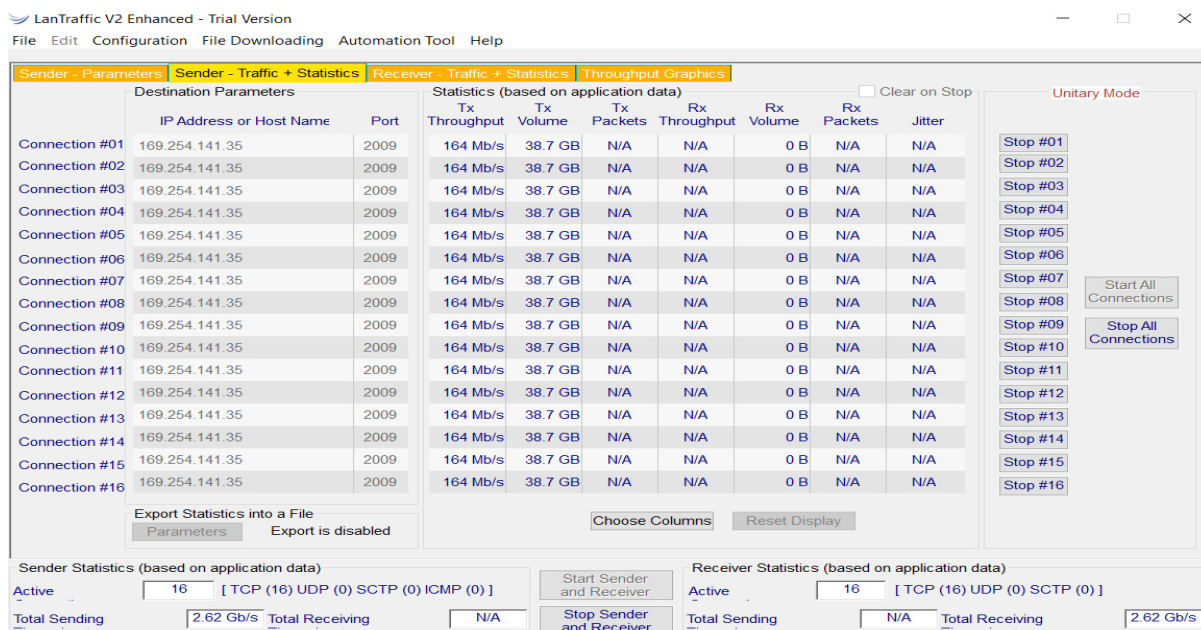 LanTraffic V2 Enhanced - Trial Version
File Edit Configuration File Downloading Automation Tool Help
Sender - Parameters Sender - Traffic + Statistics Receiver - Traffic + Statistics Throughput Graphics
Destination Parameters Statistics (based on application data) Clear on Stop Unitary Mode
Tx Tx Tx Rx Rx Rx
IP Address or Host Name Port Throughput Volume Packets Throughput Volume Packets Jitter
Connection #01 169.254.141.35 2009 164 Mb/s 38.7 GB N/A N/A 0 B N/A N/A Stop #01
Connection #02 169.254.141.35 2009 164 Mb/s 38.7 GB N/A N/A 0 B N/A N/A Stop #02
Connection #03 169.254.141.35 2009 164 Mb/s 38.7 GB N/A N/A 0 B N/A N/A Stop #03
Connection #04 169.254.141.35 2009 164 Mb/s 38.7 GB N/A N/A 0 B N/A N/A Stop #04
Connection #05 169.254.141.35 2009 164 Mb/s 38.7 GB N/A N/A 0 B N/A N/A Stop #05
Connection #06 169.254.141.35 2009 164 Mb/s 38.7 GB N/A N/A 0 B N/A N/A Stop #06
Connection #07 169.254.141.35 2009 164 Mb/s 38.7 GB N/A N/A 0 B N/A N/A Stop #07
Start All
Connection #08 169.254.141.35 2009 164 Mb/s 38.7 GB N/A N/A 0 B N/A N/A Stop #08 Connections
Connection #09 169.254.141.35 2009 164 Mb/s 38.7 GB N/A N/A 0 B N/A N/A Stop #09 Stop All
Connection #10 169.254.141.35 2009 164 Mb/s 38.7 GB N/A N/A 0 B N/A N/A Stop #10 Connections
Connection #11 169.254.141.35 2009 164 Mb/s 38.7 GB N/A N/A 0 B N/A N/A Stop #11
Connection #12 169.254.141.35 2009 164 Mb/s 38.7 GB N/A N/A 0 B N/A N/A Stop #12
Connection #13 169.254.141.35 2009 164 Mb/s 38.7 GB N/A N/A 0 B N/A N/A Stop #13
Connection #14 169.254.141.35 2009 164 Mb/s 38.7 GB N/A N/A 0 B N/A N/A Stop #14
Connection #15 169.254.141.35 2009 164 Mb/s 38.7 GB N/A N/A 0 B N/A N/A Stop #15
Connection #16 169.254.141.35 2009 164 Mb/s 38.7 GB N/A N/A 0 B N/A N/A Stop #16
Export Statistics into a File
Parameters Export is disabled Choose Columns Reset Display
Sender Statistics (based on application data) Receiver Statistics (based on application data)
Start Sender
and Receiver
Active 16 [ TCP (16) UDP (0) SCTP (0) ICMP (0) ] Active 16 [ TCP (16) UDP (0) SCTP (0) ]
Total Sending 2.62 Gb/s Total Receiving N/A Stop Sender Total Sending N/A Total Receiving 2.62 Gb/s
and Receiver